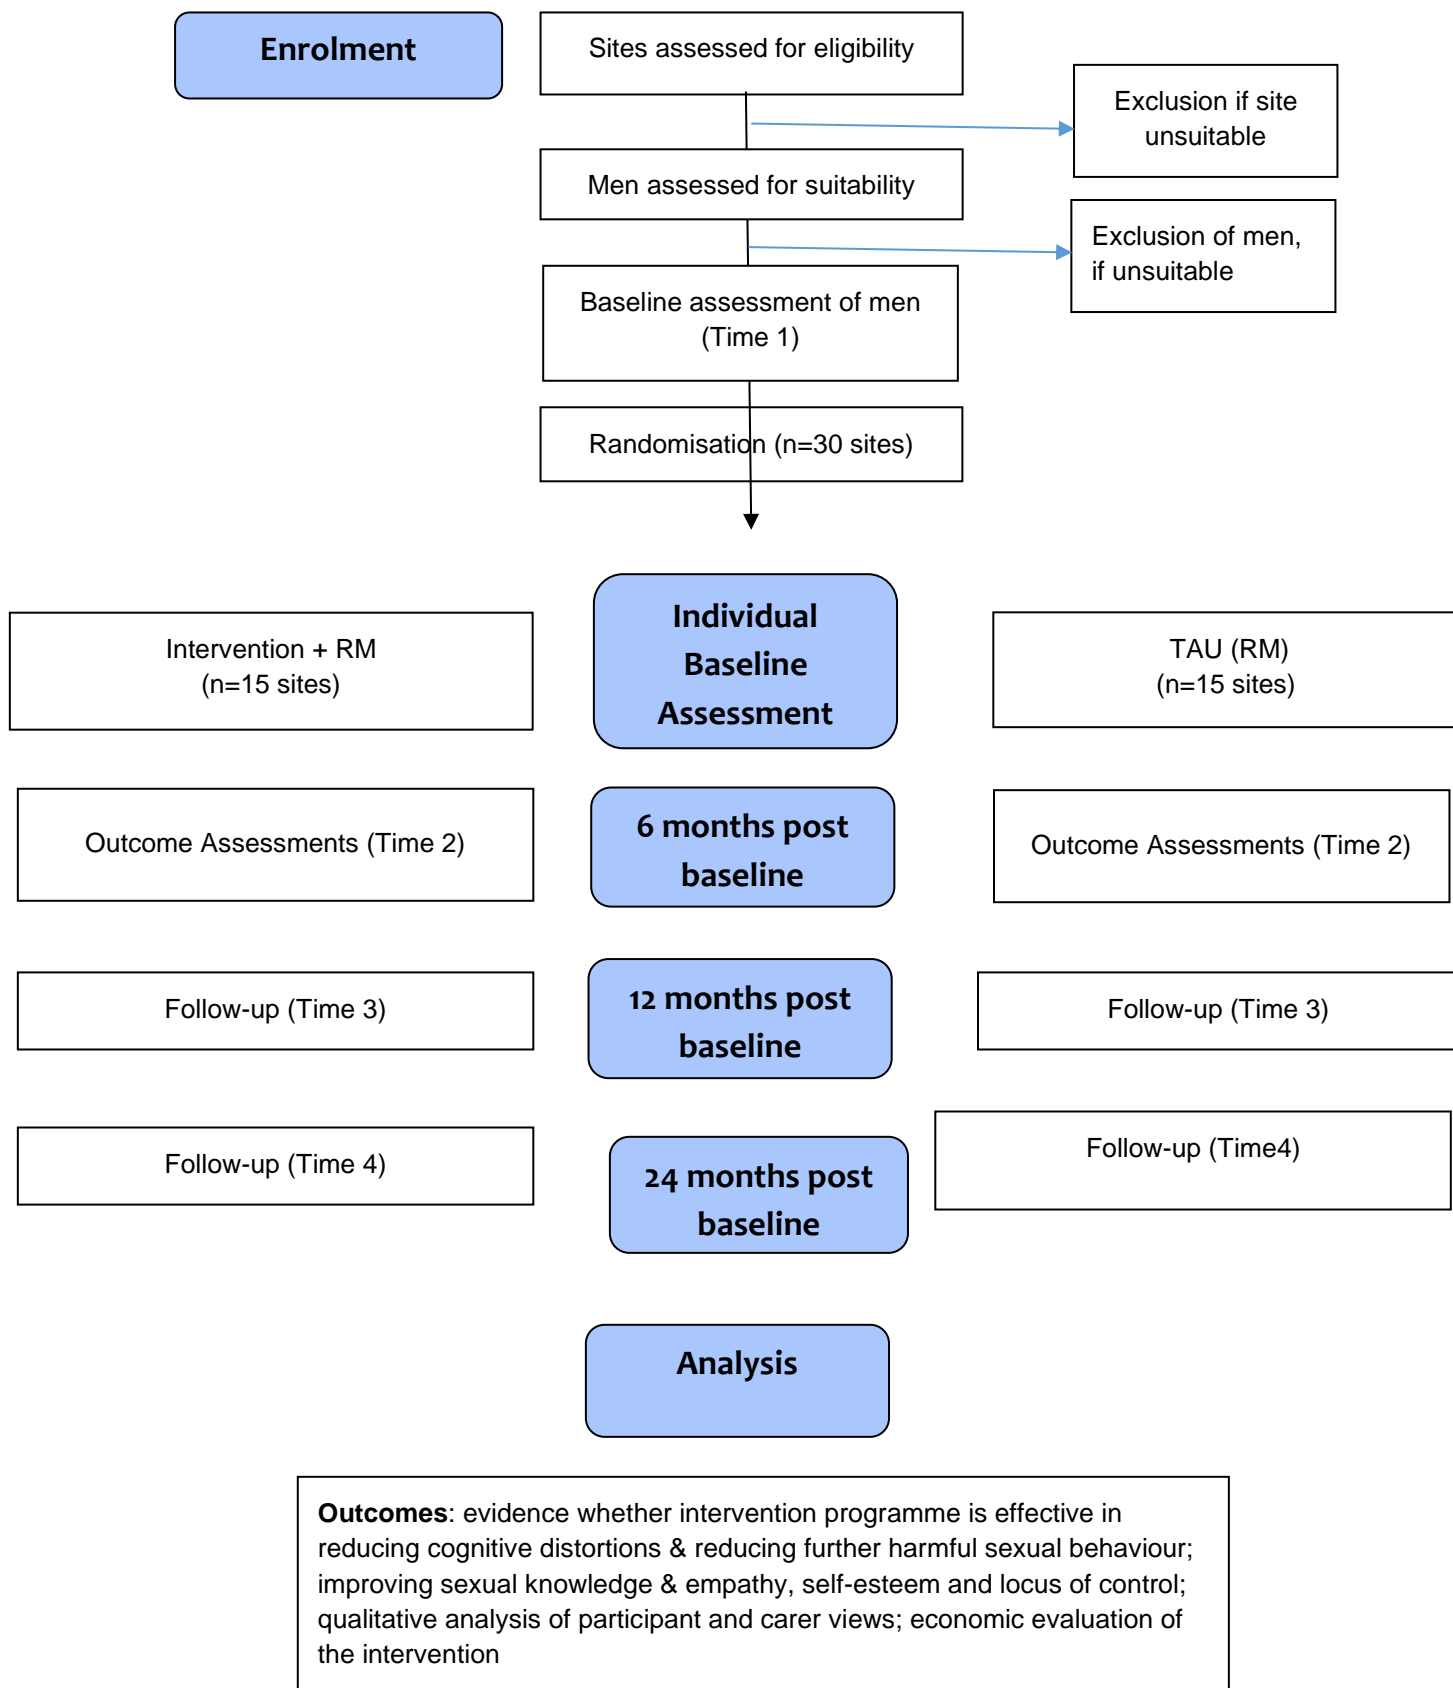 Enrolment
Sites assessed for eligibility
Exclusion if site
unsuitable
Men assessed for suitability
Exclusion of men,
if unsuitable
Baseline assessment of men
(Time 1)
Randomisation (n=30 sites)
Intervention + RM
(n=15 sites)
Individual
Baseline
Assessment
TAU (RM)
(n=15 sites)
Outcome Assessments (Time 2)
6 months post
baseline
Outcome Assessments (Time 2)
Follow-up (Time 3)
12 months post
baseline
Follow-up (Time 3)
Follow-up (Time 4)
24 months post
baseline
Follow-up (Time4)
Analysis
Outcomes: evidence whether intervention programme is effective in
reducing cognitive distortions & reducing further harmful sexual behaviour;
improving sexual knowledge & empathy, self-esteem and locus of control;
qualitative analysis of participant and carer views; economic evaluation of
the intervention